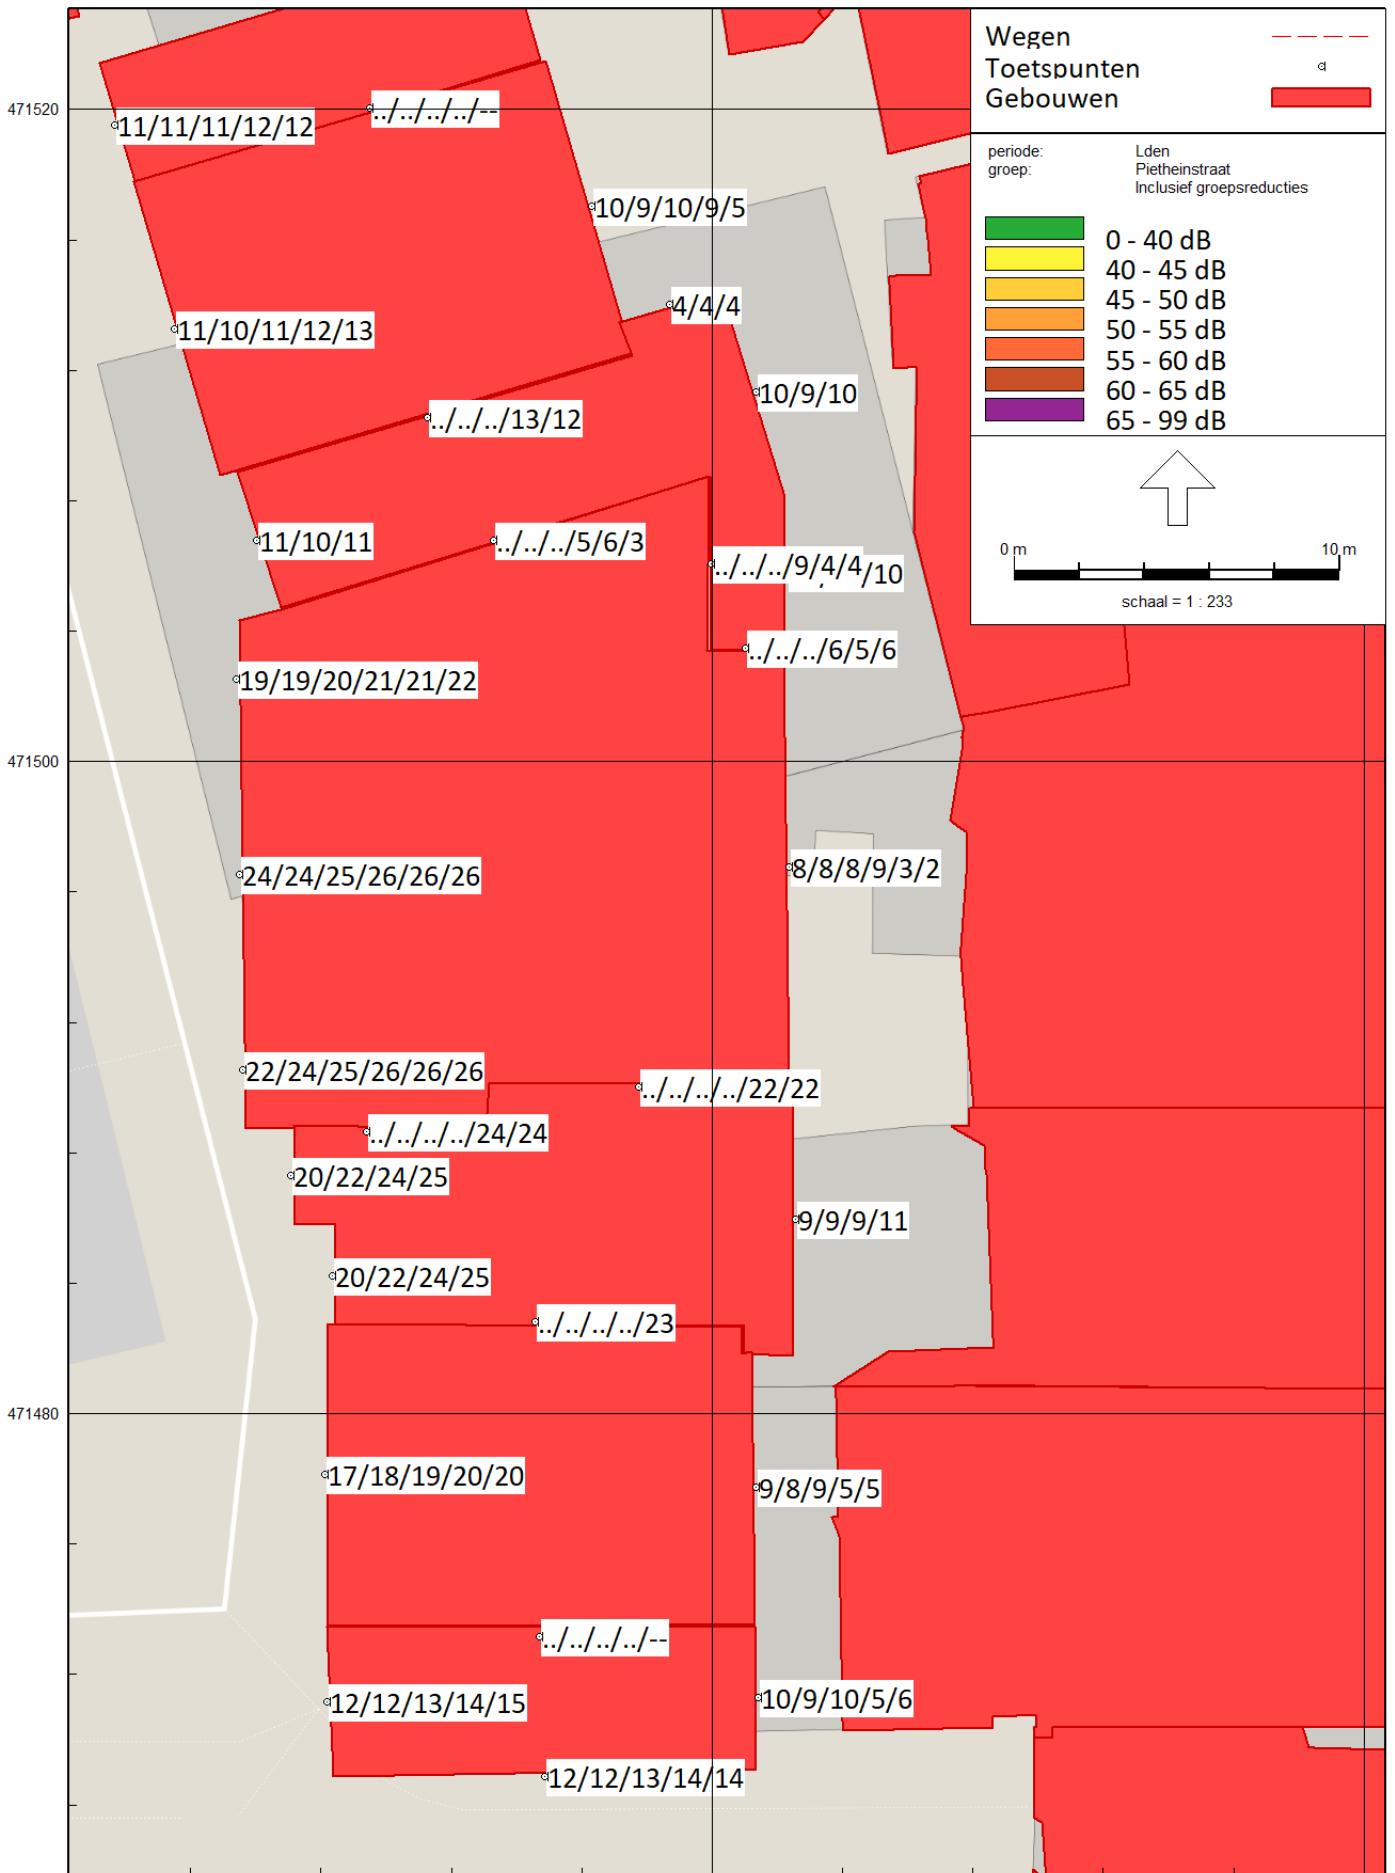 Wegen
Toetspunten
Gebouwen
periode: Lden
groep: Pietheinstraat
Inclusief groepsreducties
0 - 40 dB
40 - 45 dB
45 - 50 dB
50 - 55 dB
55 - 60 dB
60 - 65 dB
65 - 99 dB
0 m 10 m
schaal = 1 : 233
471520
../../../../--
11/11/11/12/12
10/9/10/9/5
4/4/4
11/10/11/12/13
10/9/10
../../../13/12
11/10/11
../../../5/6/3
../../../9/4/4
/10
../../../6/5/6
19/19/20/21/21/22
471500
24/24/25/26/26/26
8/8/8/9/3/2
22/24/25/26/26/26
../../../../22/22
../../../../24/24
20/22/24/25
9/9/9/11
20/22/24/25
../../../../23
471480
17/18/19/20/20
9/8/9/5/5
../../../../--
12/12/13/14/15
10/9/10/5/6
12/12/13/14/14